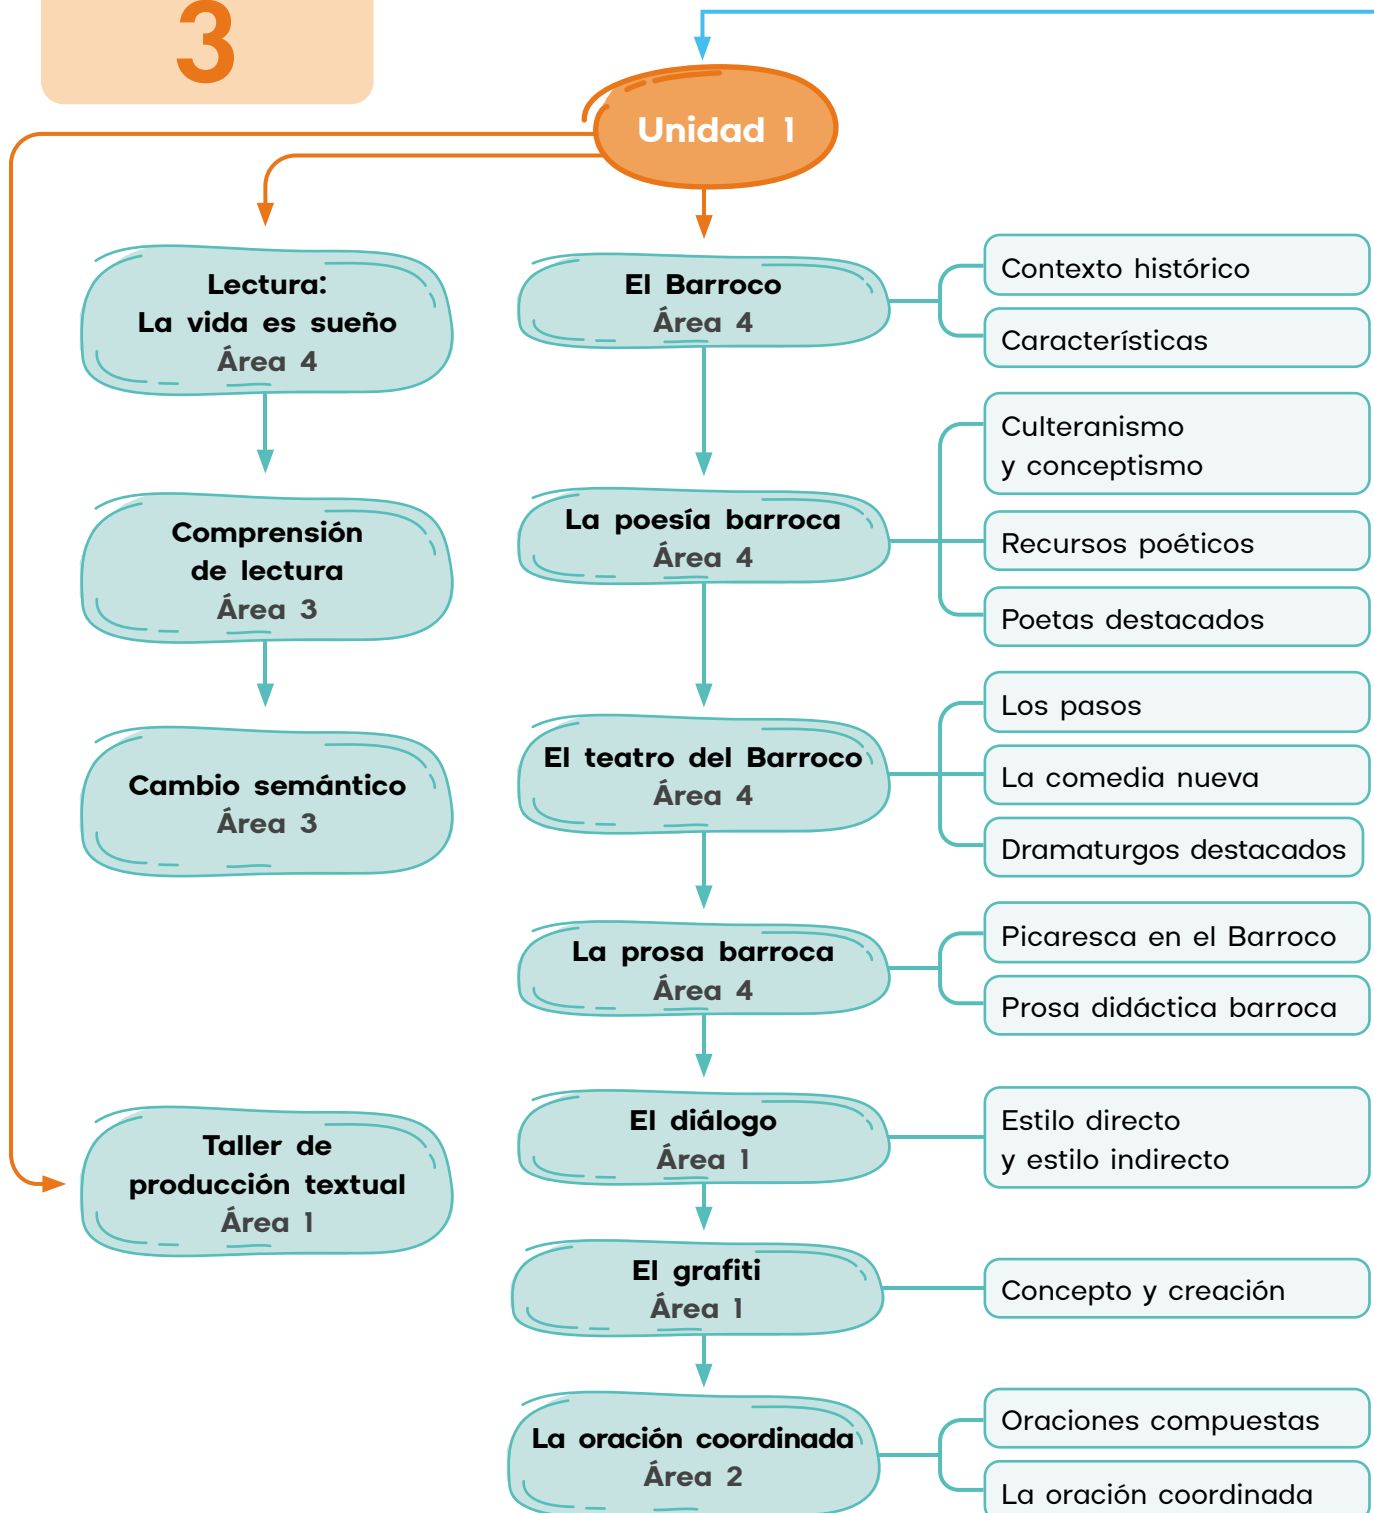 3
Unidad 1
Lectura:
La vida es sueño
Área 4
Comprensión
de lectura
Área 3
Cambio semántico
Área 3
Taller de
producción textual
Área 1
El Barroco
Área 4
Contexto histórico
Características
La poesía barroca
Área 4
Culteranismo
y conceptismo
Recursos poéticos
Poetas destacados
El teatro del Barroco
Área 4
Los pasos
La comedia nueva
Dramaturgos destacados
La prosa barroca
Área 4
Picaresca en el Barroco
Prosa didáctica barroca
El diálogo
Área 1
Estilo directo
y estilo indirecto
El grafiti
Área 1
Concepto y creación
La oración coordinada
Área 2
Oraciones compuestas
La oración coordinada